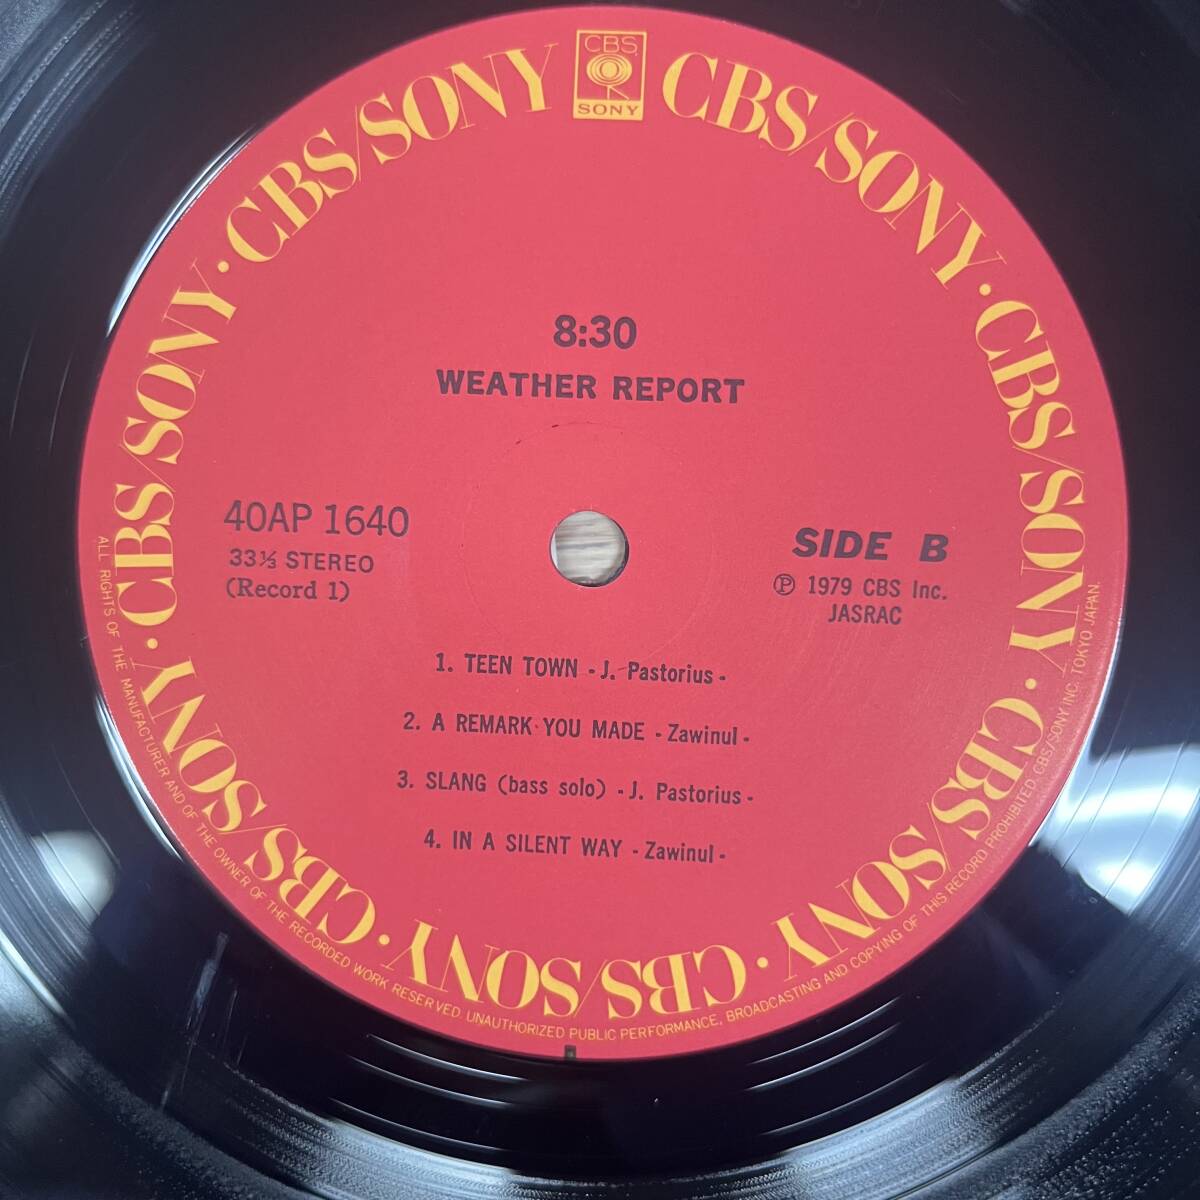 CBS
SONY
CBS/SONY · CBS/SONY · CBS/SONY · CBS/SONY · CBS/SONY · CBS/SONY · CBS/SONY · CBS/SONY
8:30
WEATHER REPORT
40AP 1640
33⅓ STEREO
(Record 1)
SIDE B
Ⓟ 1979 CBS Inc.
JASRAC
1. TEEN TOWN - J. Pastorius -
2. A REMARK YOU MADE - Zawinul -
3. SLANG (bass solo) - J. Pastorius -
4. IN A SILENT WAY - Zawinul -
ALL RIGHTS OF THE MANUFACTURER AND OF THE OWNER OF THE RECORDED WORK RESERVED UNAUTHORIZED PUBLIC PERFORMANCE, BROADCASTING AND COPYING OF THIS RECORD PROHIBITED CBS/SONY INC. TOKYO JAPAN.